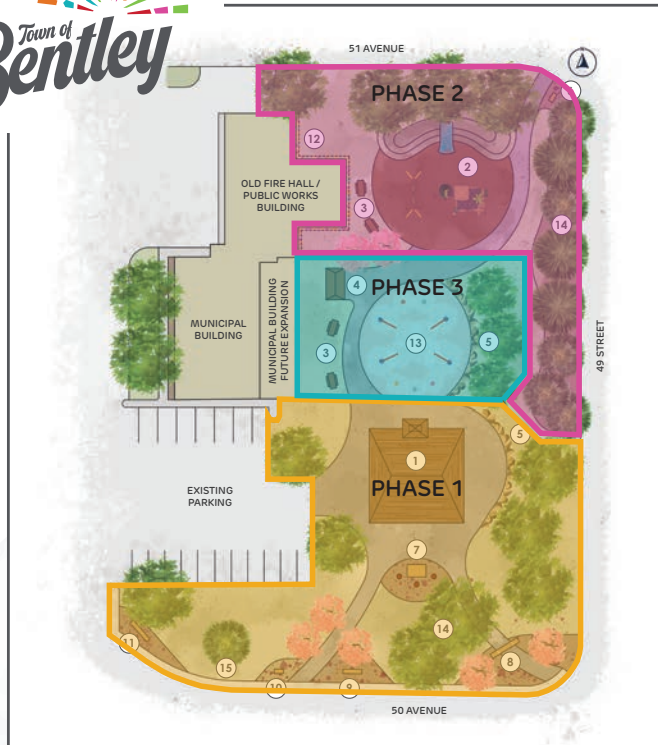 Town of
Bentley
51 AVENUE
PHASE 2
12
2
OLD FIRE HALL /
PUBLIC WORKS
BUILDING
3
14
4
PHASE 3
MUNICIPAL
BUILDING
MUNICIPAL BUILDING
FUTURE EXPANSION
3
13
5
49 STREET
5
1
PHASE 1
EXISTING
PARKING
7
14
11
15
8
10
9
50 AVENUE